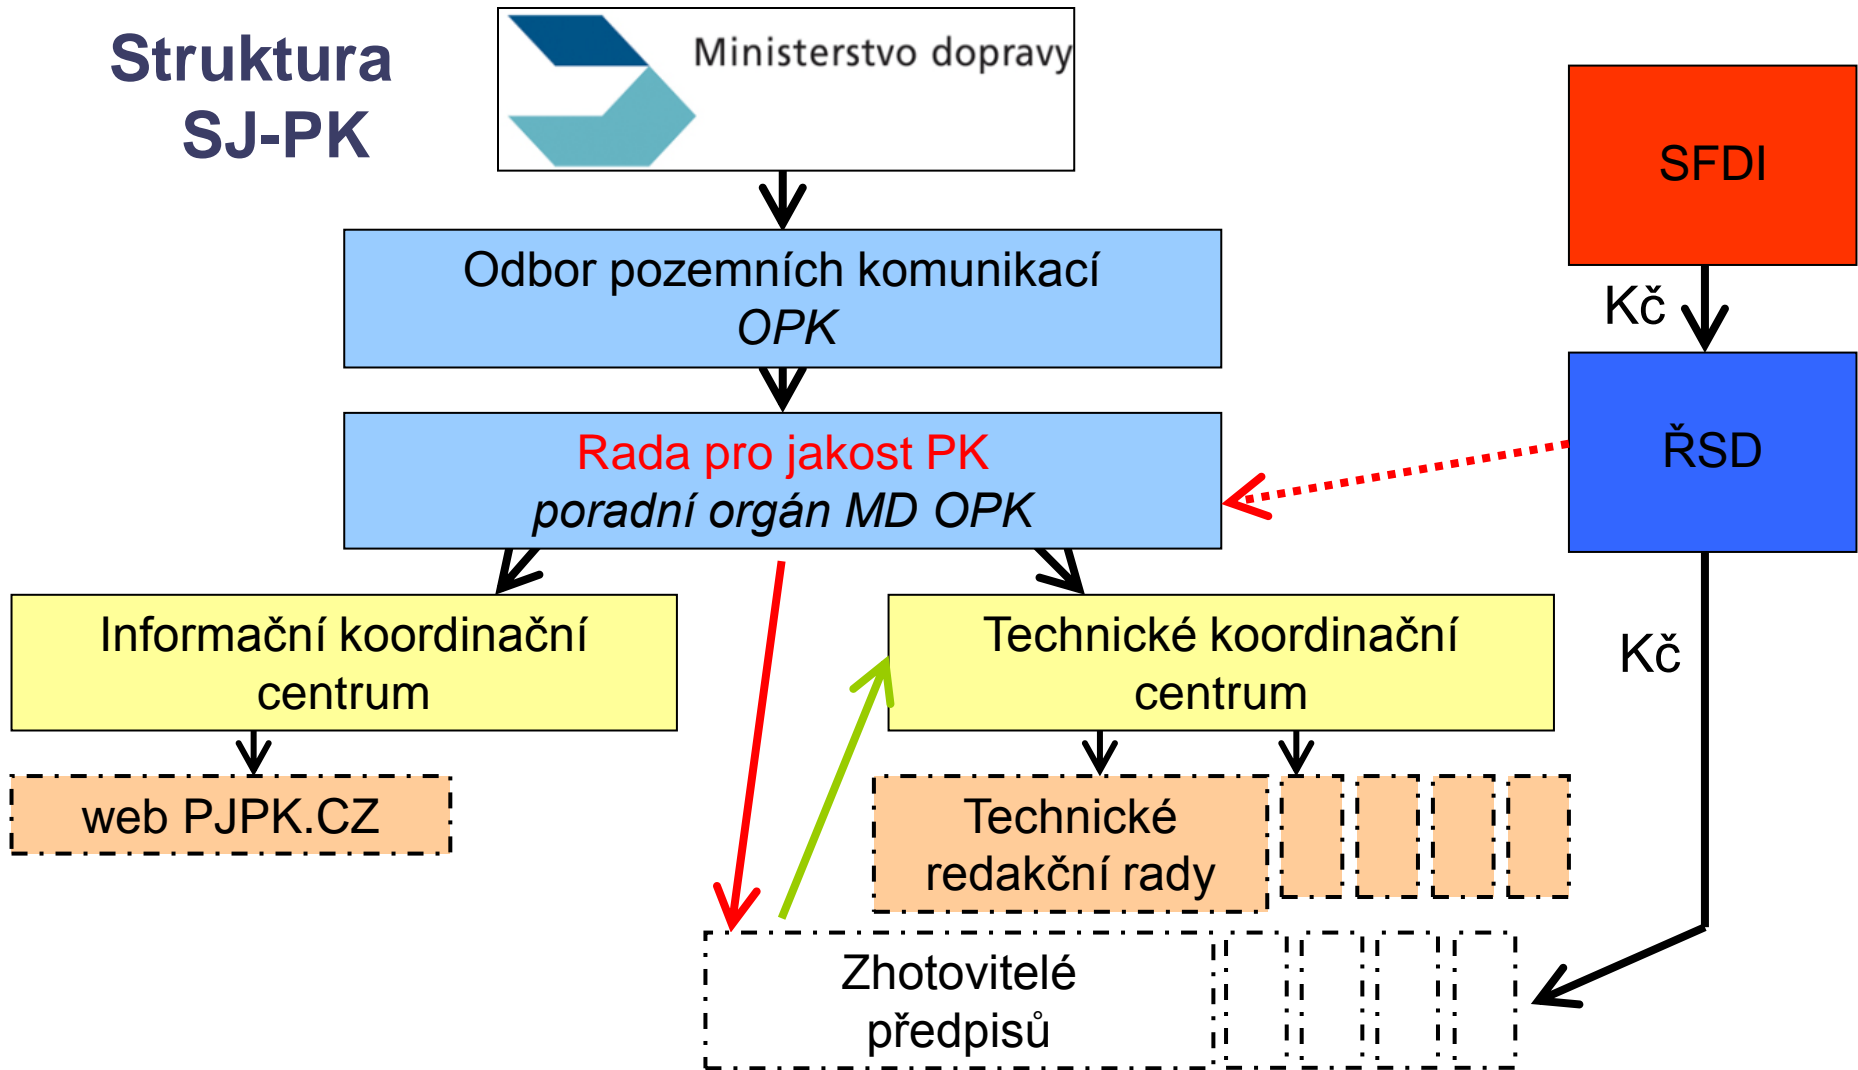 Struktura
SJ-PK
Ministerstvo dopravy
SFDI
Odbor pozemních komunikací
OPK
Kč
Rada pro jakost PK
poradní orgán MD OPK
ŘSD
Informační koordinační
centrum
Technické koordinační
centrum
Kč
web PJPK.CZ
Technické
redakční rady
Zhotovitelé
předpisů